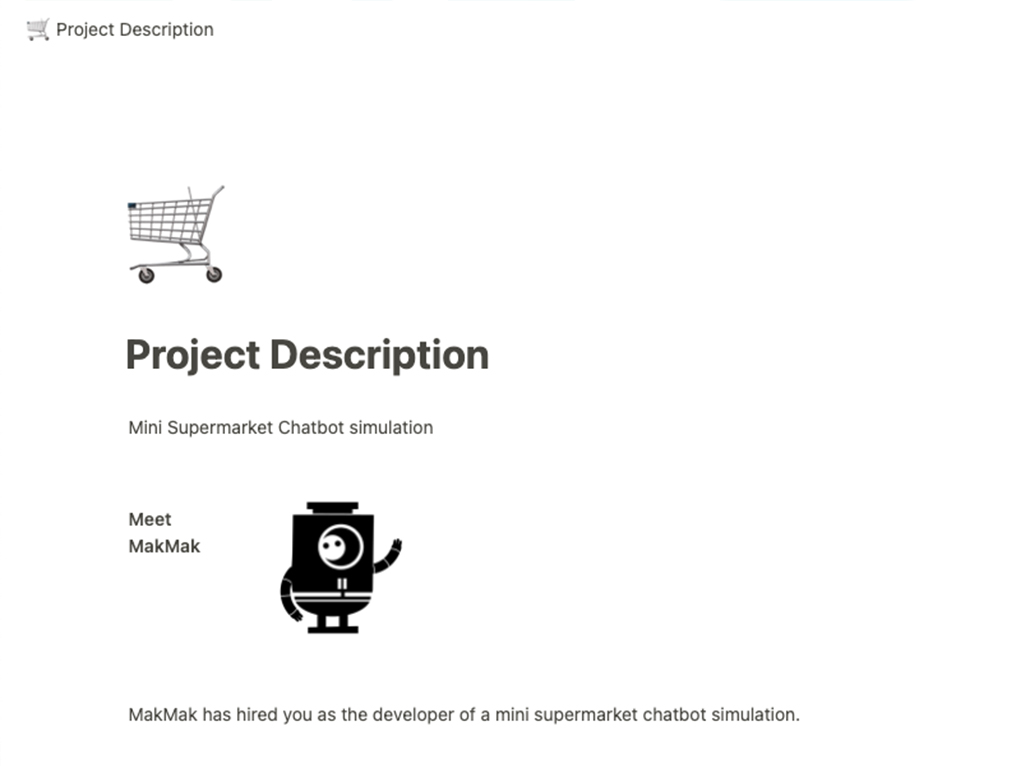 Project Description
Project Description
Mini Supermarket Chatbot simulation
Meet
MakMak
MakMak has hired you as the developer of a mini supermarket chatbot simulation.